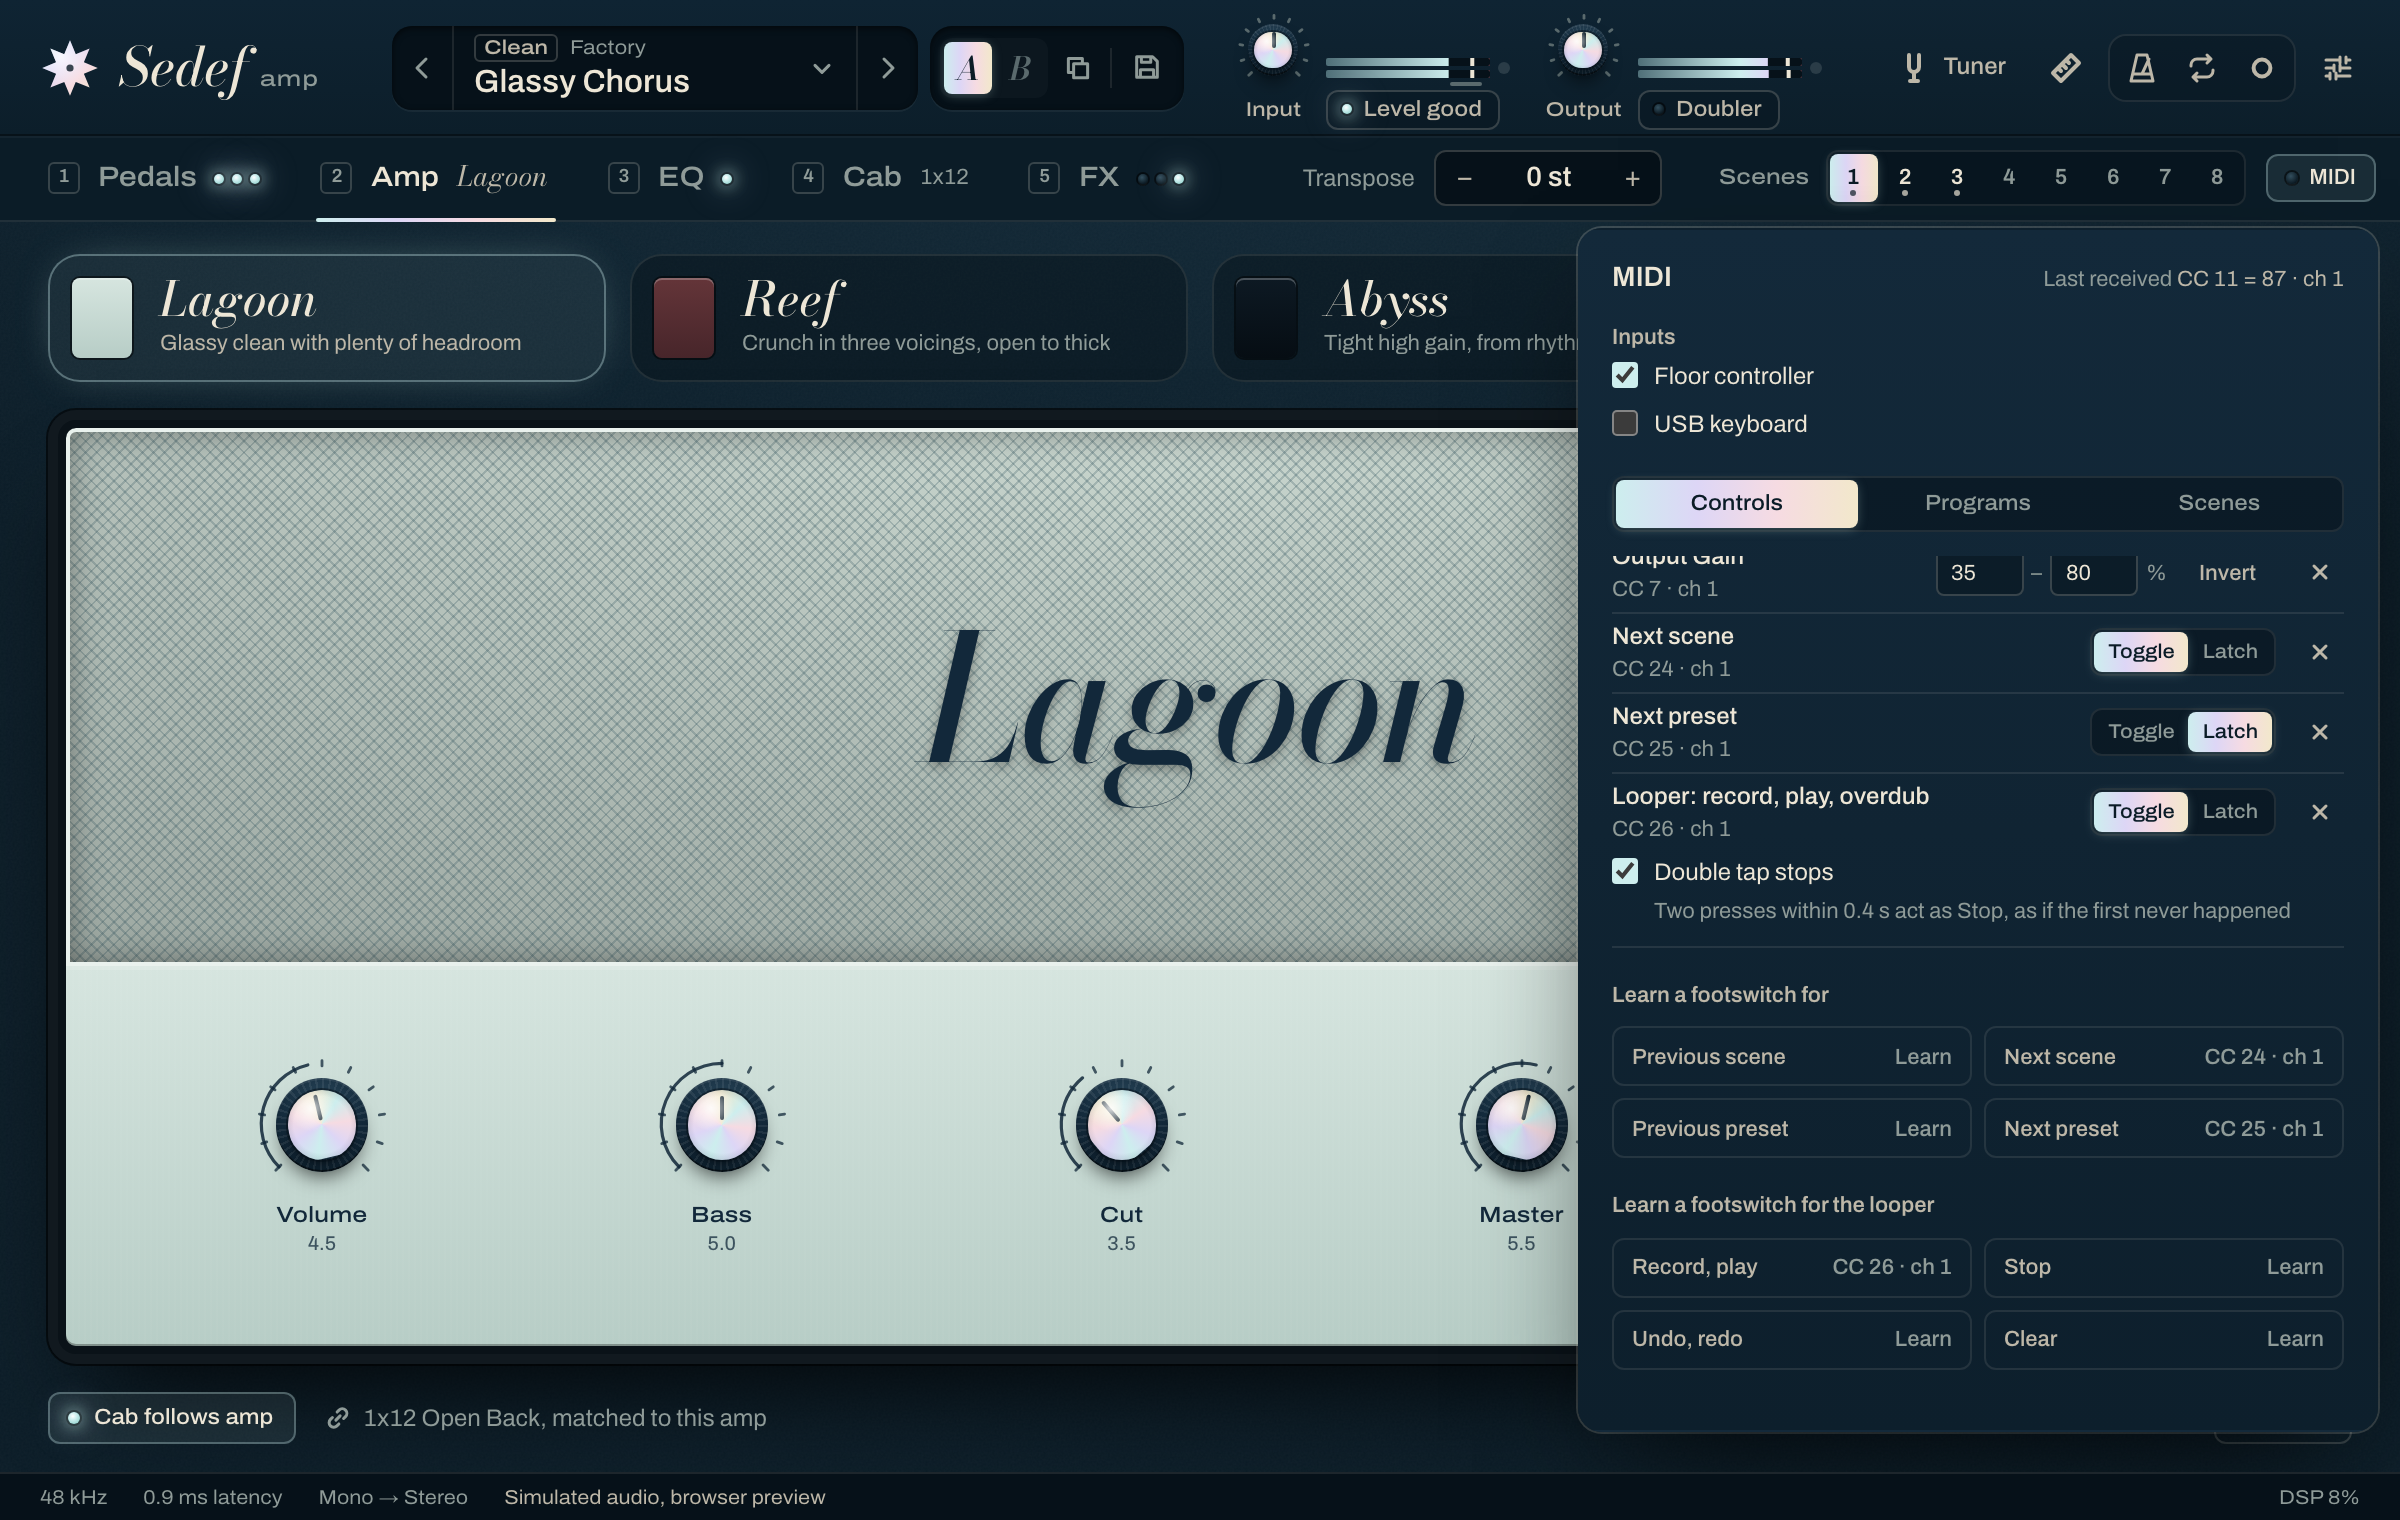 Sedef amp
Clean Factory
Glassy Chorus
A B
Input
Level good
Output
Doubler
Tuner
1 Pedals
2 Amp Lagoon
3 EQ
4 Cab 1x12
5 FX
Transpose − 0 st +
Scenes 1 2 3 4 5 6 7 8
MIDI
Lagoon
Glassy clean with plenty of headroom
Reef
Crunch in three voicings, open to thick
Abyss
Tight high gain, from rhyth
Lagoon
Volume
4.5
Bass
5.0
Cut
3.5
Master
5.5
MIDI
Last received CC 11 = 87 · ch 1
Inputs
Floor controller
USB keyboard
Controls Programs Scenes
Output Gain
CC 7 · ch 1
35 – 80 % Invert
Next scene
CC 24 · ch 1
Toggle Latch
Next preset
CC 25 · ch 1
Toggle Latch
Looper: record, play, overdub
CC 26 · ch 1
Toggle Latch
Double tap stops
Two presses within 0.4 s act as Stop, as if the first never happened
Learn a footswitch for
Previous scene Learn
Next scene CC 24 · ch 1
Previous preset Learn
Next preset CC 25 · ch 1
Learn a footswitch for the looper
Record, play CC 26 · ch 1
Stop Learn
Undo, redo Learn
Clear Learn
Cab follows amp
1x12 Open Back, matched to this amp
48 kHz
0.9 ms latency
Mono → Stereo
Simulated audio, browser preview
DSP 8%